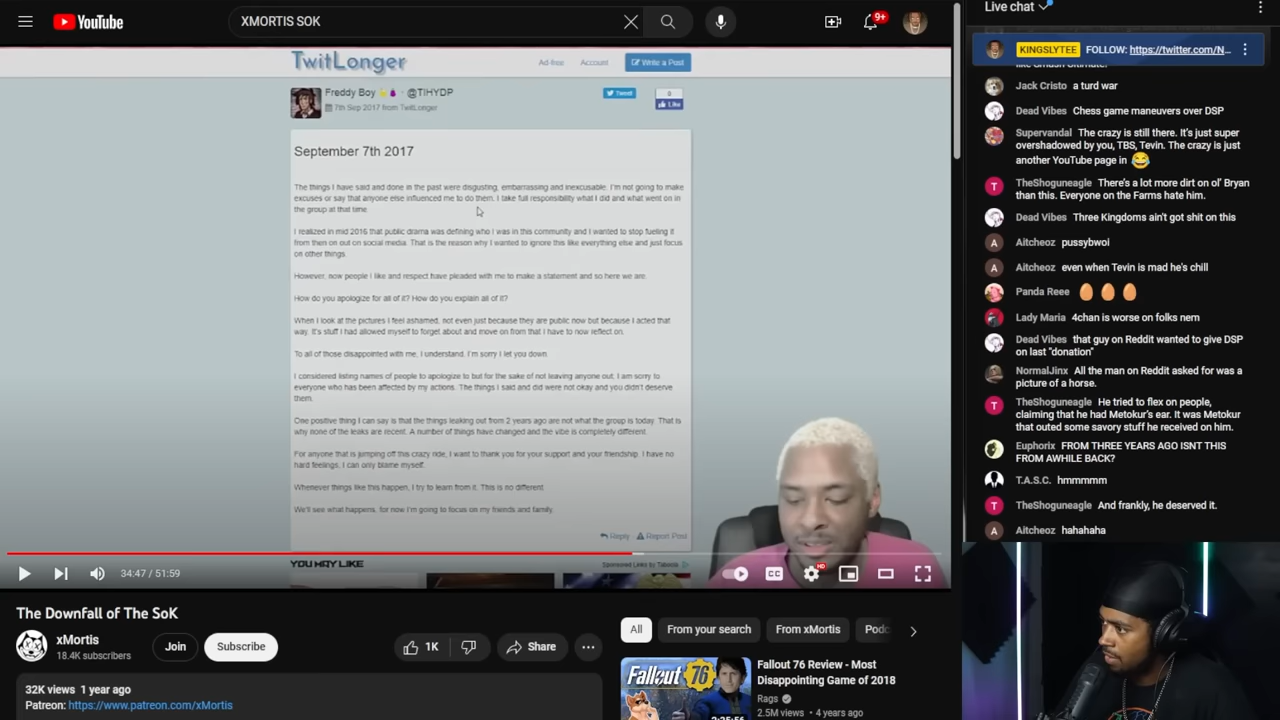 YouTube
XMORTIS SOK
9+
TwitLonger
Ad-free
Account
Write a Post
Freddy Boy
· @TIHYDP
7th Sep 2017 from TwitLonger
Tweet
0
Like
September 7th 2017
The things I have said and done in the past were disgusting, embarrassing and inexcusable. I'm not going to make
excuses or say that anyone else influenced me to do them. I take full responsibility what I did and what went on in
the group at that time.
I realized in mid 2016 that public drama was defining who I was in this community and I wanted to stop fueling it
from then on out on social media. That is the reason why I wanted to ignore this like everything else and just focus
on other things.
However, now people I like and respect have pleaded with me to make a statement and so here we are.
How do you apologize for all of it? How do you explain all of it?
When I look at the pictures I feel ashamed, not even just because they are public now but because I acted that
way. It's stuff I had allowed myself to forget about and move on from that I have to now reflect on.
To all of those disappointed with me, I understand. I'm sorry I let you down.
I considered listing names of people to apologize to but for the sake of not leaving anyone out, I am sorry to
everyone who has been affected by my actions. The things I said and did were not okay and you didn't deserve
them.
One positive thing I can say is that the things leaking out from 2 years ago are not what the group is today. That is
why none of the leaks are recent. A number of things have changed and the vibe is completely different.
For anyone that is jumping off this crazy ride, I want to thank you for your support and your friendship. I have no
hard feelings, I can only blame myself.
Whenever things like this happen, I try to learn from it. This is no different.
We'll see what happens, for now I'm going to focus on my friends and family.
Reply
Report Post
YOU MAY LIKE
Sponsored Links by Taboola
34:47 / 51:59
CC
HD
The Downfall of The SoK
xMortis
18.4K subscribers
Join
Subscribe
1K
Share
32K views 1 year ago
Patreon: https://www.patreon.com/xMortis
All
From your search
From xMortis
Podc
Fallout 76
2:25:56
Fallout 76 Review - Most
Disappointing Game of 2018
Rags
2.5M views • 4 years ago
Live chat
KINGSLYTEE FOLLOW: https://twitter.com/N...
like Smash Ultimate.
Jack Cristo a turd war
Dead Vibes Chess game maneuvers over DSP
Supervandal The crazy is still there. It's just super
overshadowed by you, TBS, Tevin. The crazy is just
another YouTube page in
TheShoguneagle There's a lot more dirt on ol' Bryan
than this. Everyone on the Farms hate him.
Dead Vibes Three Kingdoms ain't got shit on this
Aitcheoz pussybwoi
Aitcheoz even when Tevin is mad he's chill
Panda Reee
Lady Maria 4chan is worse on folks nem
Dead Vibes that guy on Reddit wanted to give DSP
on last "donation"
NormalJinx All the man on Reddit asked for was a
picture of a horse.
TheShoguneagle He tried to flex on people,
claiming that he had Metokur's ear. It was Metokur
that outed some savory stuff he received on him.
Euphorix FROM THREE YEARS AGO ISNT THIS
FROM AWHILE BACK?
T.A.S.C. hmmmmm
TheShoguneagle And frankly, he deserved it.
Aitcheoz hahahaha